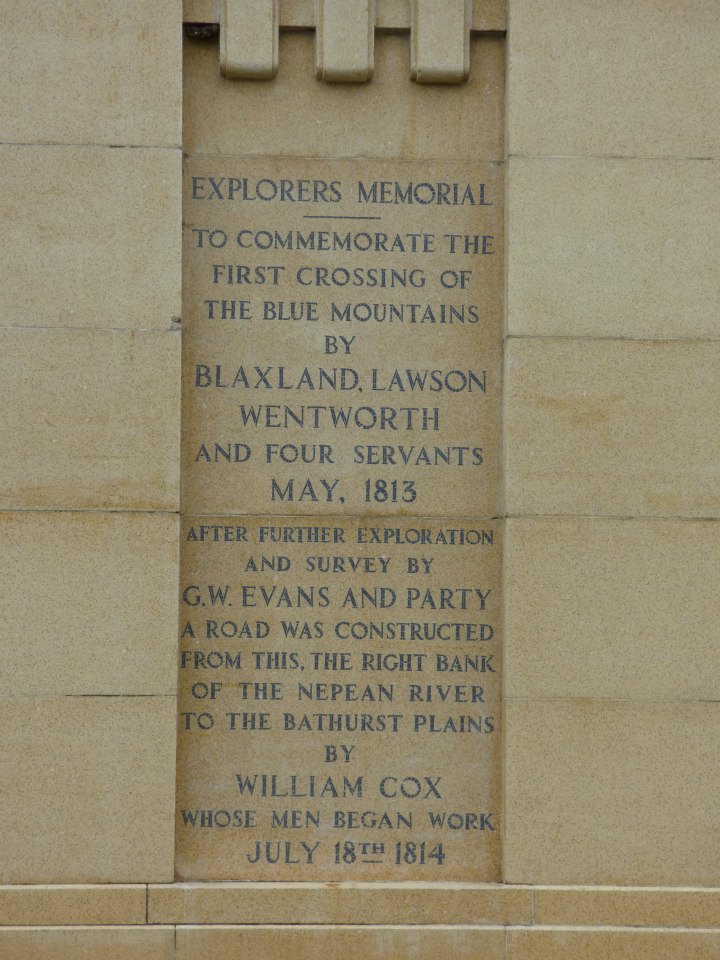 EXPLORERS MEMORIAL
TO COMMEMORATE THE
FIRST CROSSING OF
THE BLUE MOUNTAINS
BY
BLAXLAND, LAWSON
WENTWORTH
AND FOUR SERVANTS
MAY, 1813
AFTER FURTHER EXPLORATION
AND SURVEY BY
G.W. EVANS AND PARTY
A ROAD WAS CONSTRUCTED
FROM THIS, THE RIGHT BANK
OF THE NEPEAN RIVER
TO THE BATHURST PLAINS
BY
WILLIAM COX
WHOSE MEN BEGAN WORK
JULY 18TH 1814